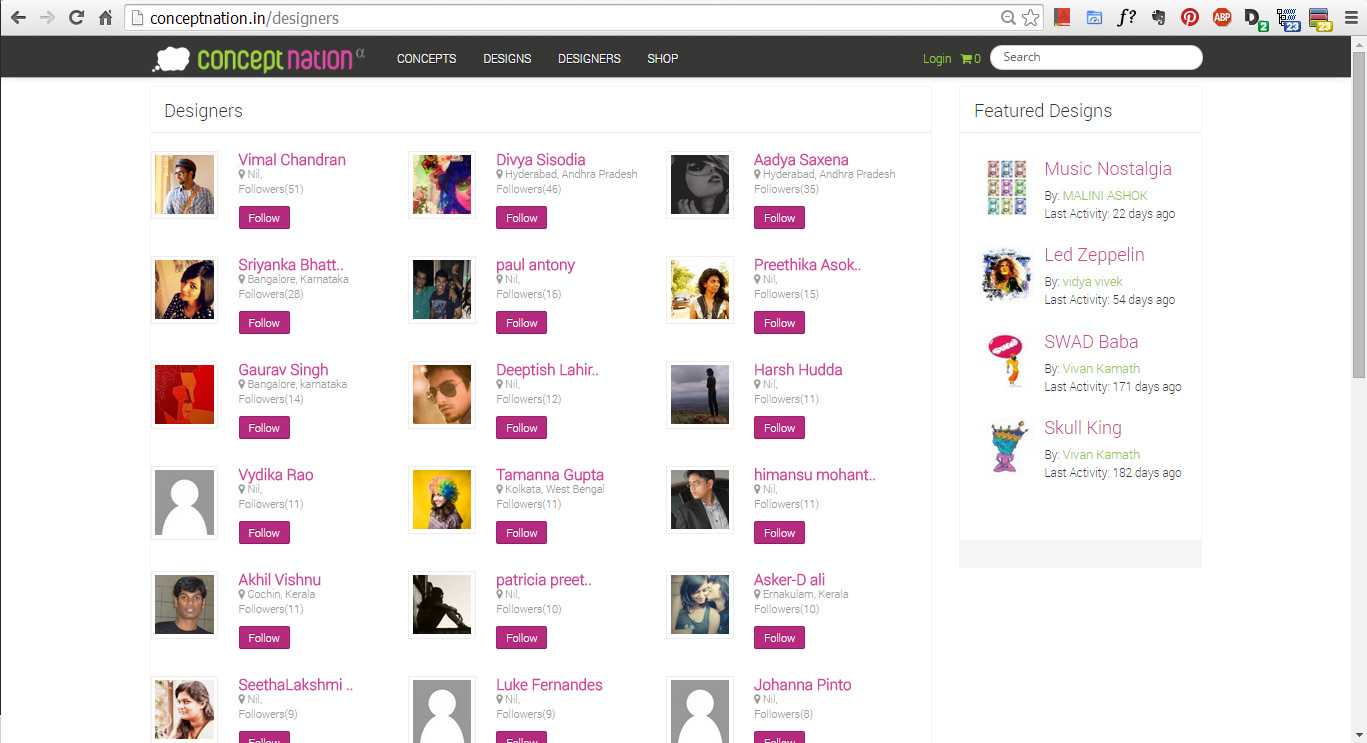 conceptnation.in/designers
f?
ABP
D
2
23
23
concept nation α
CONCEPTS
DESIGNS
DESIGNERS
SHOP
Login
0
Search
Designers
Vimal Chandran
Nil,
Followers(51)
Follow
Divya Sisodia
Hyderabad, Andhra Pradesh
Followers(46)
Follow
Aadya Saxena
Hyderabad, Andhra Pradesh
Followers(35)
Follow
Sriyanka Bhatt..
Bangalore, Karnataka
Followers(28)
Follow
paul antony
Nil,
Followers(16)
Follow
Preethika Asok..
Nil,
Followers(15)
Follow
Gaurav Singh
Bangalore, karnataka
Followers(14)
Follow
Deeptish Lahir..
Nil,
Followers(12)
Follow
Harsh Hudda
Nil,
Followers(11)
Follow
Vydika Rao
Nil,
Followers(11)
Follow
Tamanna Gupta
Kolkata, West Bengal
Followers(11)
Follow
himansu mohant..
Nil,
Followers(11)
Follow
Akhil Vishnu
Cochin, Kerala
Followers(11)
Follow
patricia preet..
Nil,
Followers(10)
Follow
Asker-D ali
Ernakulam, Kerala
Followers(10)
Follow
SeethaLakshmi ..
Nil,
Followers(9)
Follow
Luke Fernandes
Nil,
Followers(9)
Follow
Johanna Pinto
Nil,
Followers(8)
Follow
Featured Designs
Music Nostalgia
By: MALINI ASHOK
Last Activity: 22 days ago
Led Zeppelin
By: vidya vivek
Last Activity: 54 days ago
SWAD Baba
By: Vivan Kamath
Last Activity: 171 days ago
Skull King
By: Vivan Kamath
Last Activity: 182 days ago